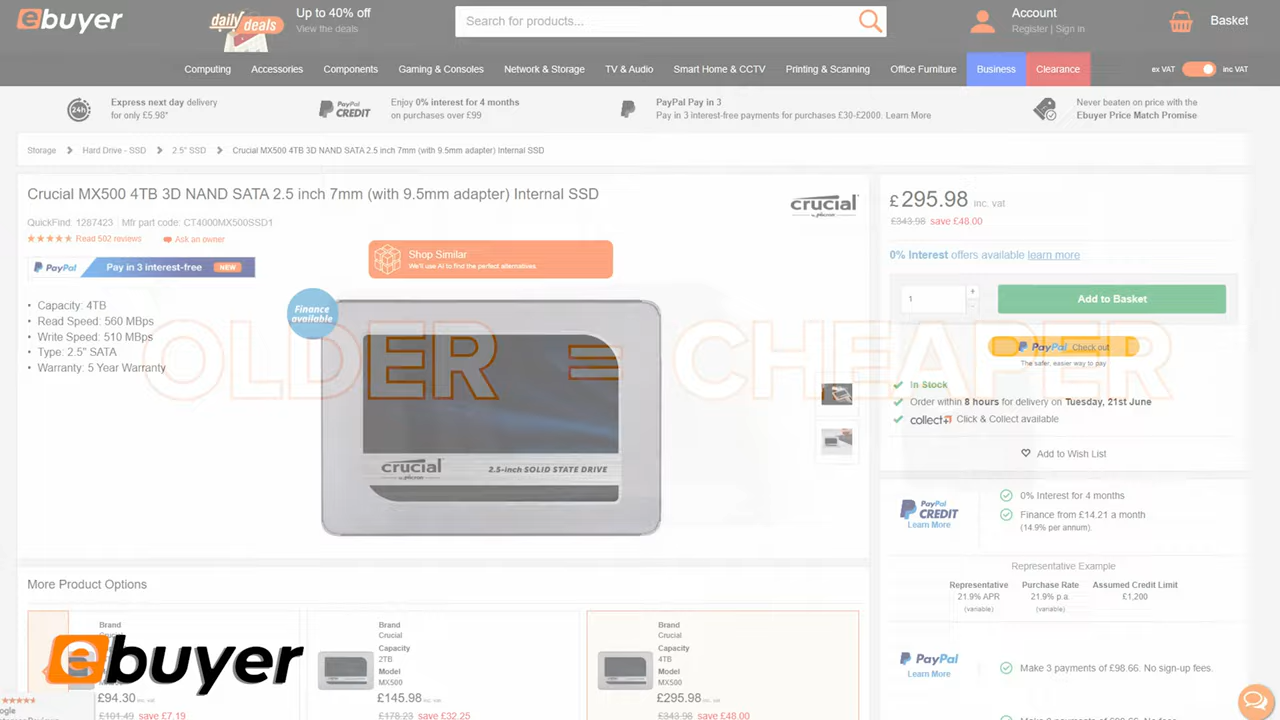 ebuyer
daily deals
Up to 40% off
View the deals
Search for products...
Account
Register | Sign in
Basket
Computing Accessories Components Gaming & Consoles Network & Storage TV & Audio Smart Home & CCTV Printing & Scanning Office Furniture Business Clearance ex VAT inc VAT
24h
Express next day delivery
for only £5.98*
PayPal CREDIT
Enjoy 0% interest for 4 months
on purchases over £99
PayPal Pay in 3
Pay in 3 interest-free payments for purchases £30-£2000. Learn More
Never beaten on price with the
Ebuyer Price Match Promise
Storage Hard Drive - SSD 2.5" SSD Crucial MX500 4TB 3D NAND SATA 2.5 inch 7mm (with 9.5mm adapter) Internal SSD
Crucial MX500 4TB 3D NAND SATA 2.5 inch 7mm (with 9.5mm adapter) Internal SSD
crucial
by Micron
QuickFind: 1287423 Mfr part code: CT4000MX500SSD1
Read 502 reviews Ask an owner
PayPal Pay in 3 interest-free NEW
Shop Similar
We'll use AI to find the perfect alternatives
• Capacity: 4TB
• Read Speed: 560 MBps
• Write Speed: 510 MBps
• Type: 2.5" SATA
• Warranty: 5 Year Warranty
Finance
available
OLDER = CHEAPER
crucial
by Micron
2.5-inch SOLID STATE DRIVE
£295.98 inc. vat
£343.98 save £48.00
0% Interest offers available learn more
1
+
-
Add to Basket
PayPal Check out
The safer, easier way to pay
In Stock
Order within 8 hours for delivery on Tuesday, 21st June
collect+ Click & Collect available
Add to Wish List
PayPal
CREDIT
Learn More
0% Interest for 4 months
Finance from £14.21 a month
(14.9% per annum).
Representative Example
Representative Purchase Rate Assumed Credit Limit
21.9% APR 21.9% p.a. £1,200
(variable) (variable)
PayPal
Learn More
Make 3 payments of £98.66. No sign-up fees.
More Product Options
Brand
Crucial
£94.30 inc. vat
£101.49 save £7.19
Brand
Crucial
Capacity
2TB
Model
MX500
£145.98 inc. vat
£178.23 save £32.25
Brand
Crucial
Capacity
4TB
Model
MX500
£295.98 inc. vat
£343.98 save £48.00
ebuyer